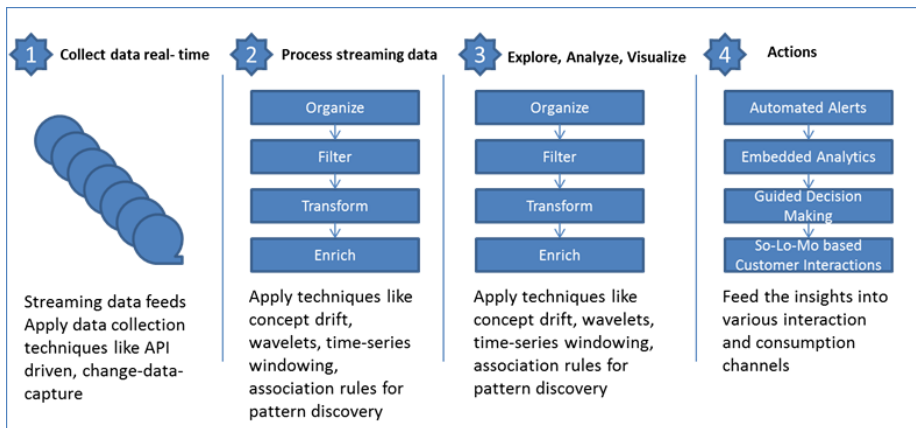 1
Collect data real- time
Streaming data feeds
Apply data collection
techniques like API
driven, change-data-
capture
2
Process streaming data
Organize
Filter
Transform
Enrich
Apply techniques like
concept drift,
wavelets, time-series
windowing,
association rules for
pattern discovery
3
Explore, Analyze, Visualize
Organize
Filter
Transform
Enrich
Apply techniques like
concept drift, wavelets,
time-series windowing,
association rules for
pattern discovery
4
Actions
Automated Alerts
Embedded Analytics
Guided Decision
Making
So-Lo-Mo based
Customer Interactions
Feed the insights into
various interaction
and consumption
channels